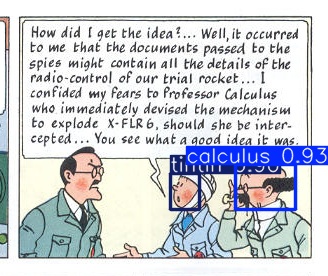 How did I get the idea?... Well, it occurred
to me that the documents passed to the
spies might contain all the details of the
radio-control of our trial rocket... I
confided my fears to Professor Calculus
who immediately devised the mechanism
to explode X-FLR6, should she be inter-
cepted... You see what a good idea it was.
calculus 0.93